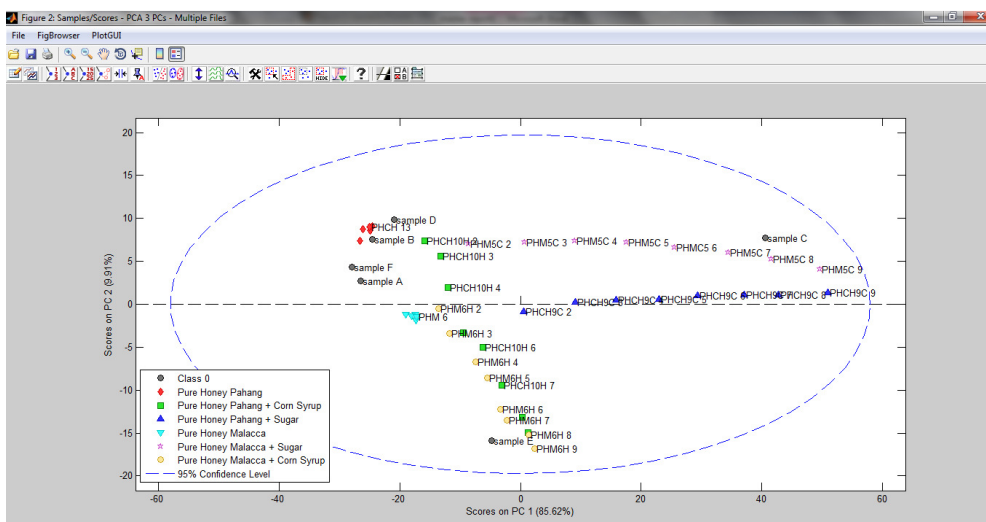 Figure 2: Samples/Scores - PCA 3 PCs - Multiple Files
File FigBrowser PlotGUI
HIDE
20
15
10
5
0
-5
-10
-15
-20
Scores on PC 2 (9.91%)
sample D
PHCH 13
sample B
PHCH10H 2
PHM5C 2
PHM5C 3
PHM5C 4
PHM5C 5
PHMC5 6
sample C
PHM5C 7
PHCH10H 3
PHM5C 8
sample F
PHM5C 9
sample A
PHCH10H 4
PHCH9C 9
PHCH9C 2
PHM6H 2
PHM 6
PHM6H 3
PHCH10H 6
PHM6H 4
PHM6H 5
PHCH10H 7
PHM6H 6
PHM6H 7
PHM6H 8
sample E
PHM6H 9
Class 0
Pure Honey Pahang
Pure Honey Pahang + Corn Syrup
Pure Honey Pahang + Sugar
Pure Honey Malacca
Pure Honey Malacca + Sugar
Pure Honey Malacca + Corn Syrup
95% Confidence Level
-60 -40 -20 0 20 40 60
Scores on PC 1 (85.62%)